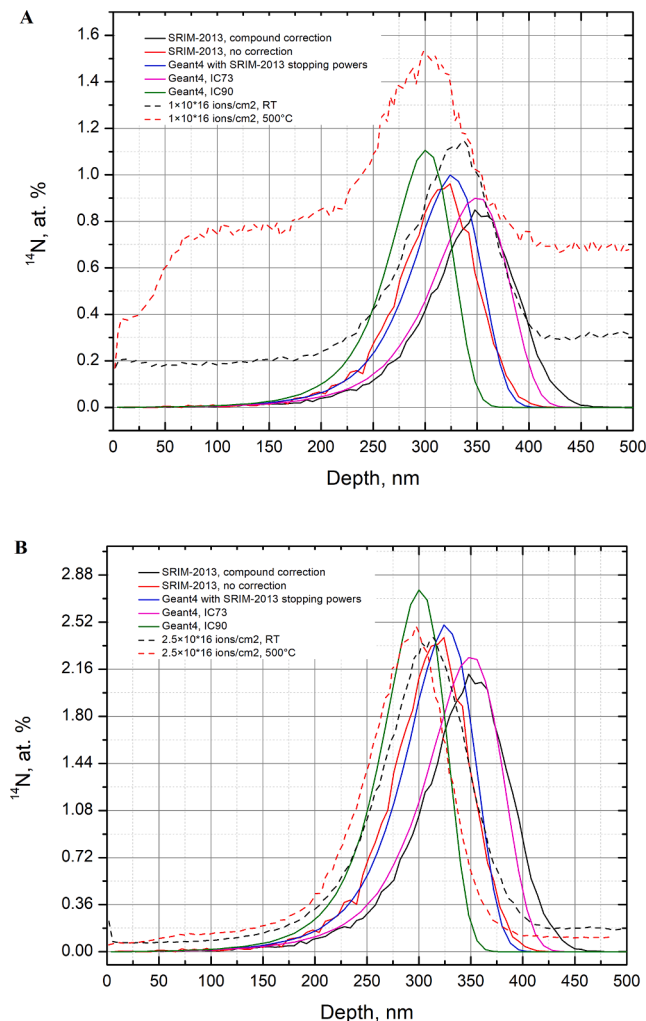 A
SRIM-2013, compound correction
SRIM-2013, no correction
Geant4 with SRIM-2013 stopping powers
Geant4, IC73
Geant4, IC90
1×10*16 ions/cm2, RT
1×10*16 ions/cm2, 500°C
1.6
1.4
1.2
1.0
0.8
0.6
0.4
0.2
0.0
¹⁴N, at. %
0 50 100 150 200 250 300 350 400 450 500
Depth, nm
B
SRIM-2013, compound correction
SRIM-2013, no correction
Geant4 with SRIM-2013 stopping powers
Geant4, IC73
Geant4, IC90
2.5×10*16 ions/cm2, RT
2.5×10*16 ions/cm2, 500°C
2.88
2.52
2.16
1.80
1.44
1.08
0.72
0.36
0.00
¹⁴N, at. %
0 50 100 150 200 250 300 350 400 450 500
Depth, nm